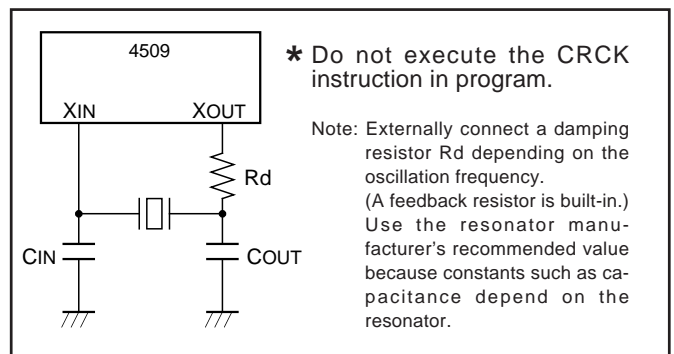 4509
XIN
XOUT
Rd
CIN
COUT
* Do not execute the CRCK
instruction in program.
Note: Externally connect a damping
resistor Rd depending on the
oscillation frequency.
(A feedback resistor is built-in.)
Use the resonator manu-
facturer's recommended value
because constants such as ca-
pacitance depend on the
resonator.